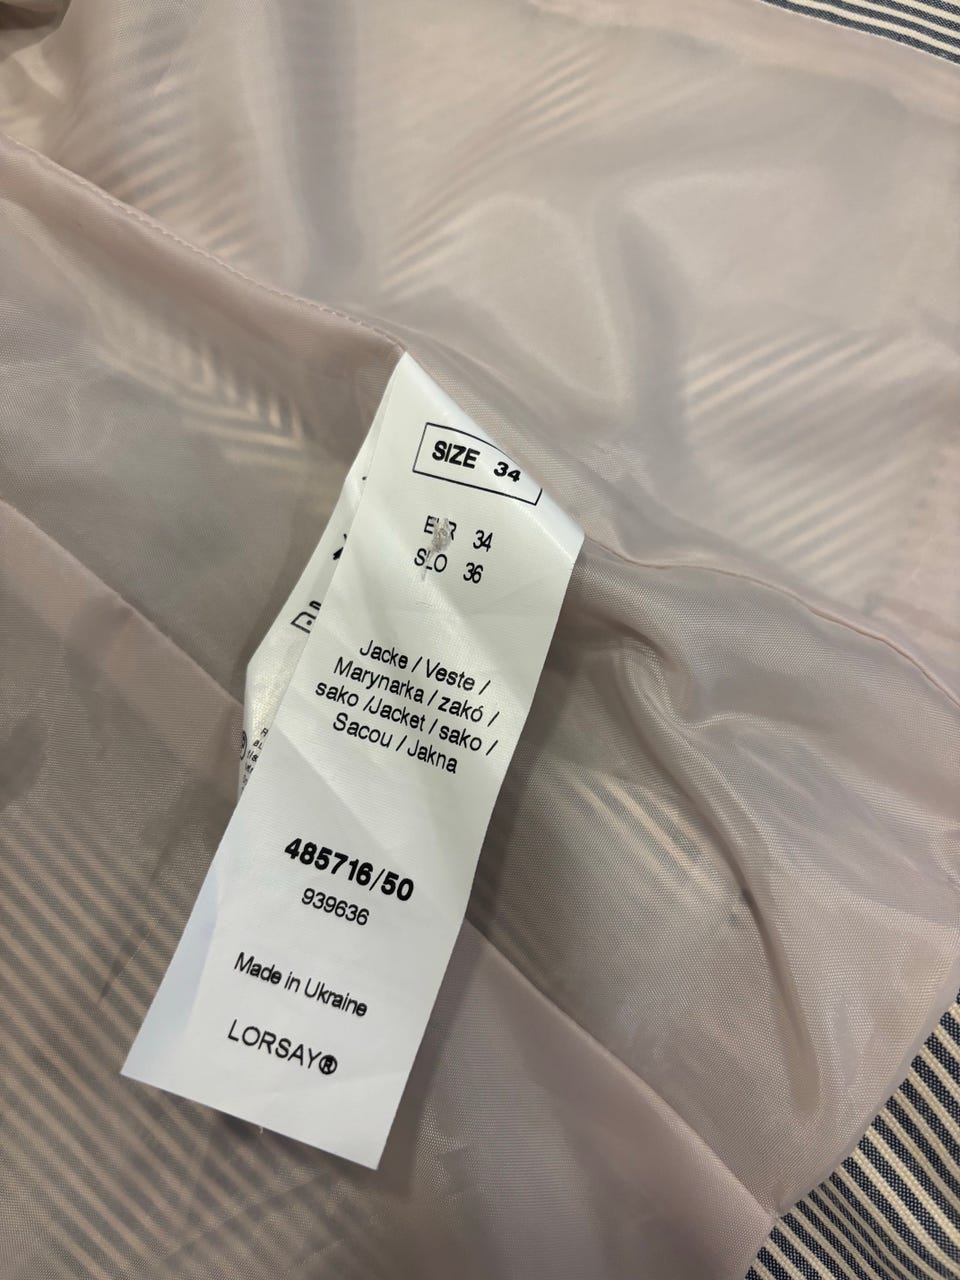 SIZE 34
EUR 34
SLO 36
Jacke / Veste /
Marynarka / zakó /
sako /Jacket / sako /
Sacou / Jakna
485716/50
939636
Made in Ukraine
LORSAY®